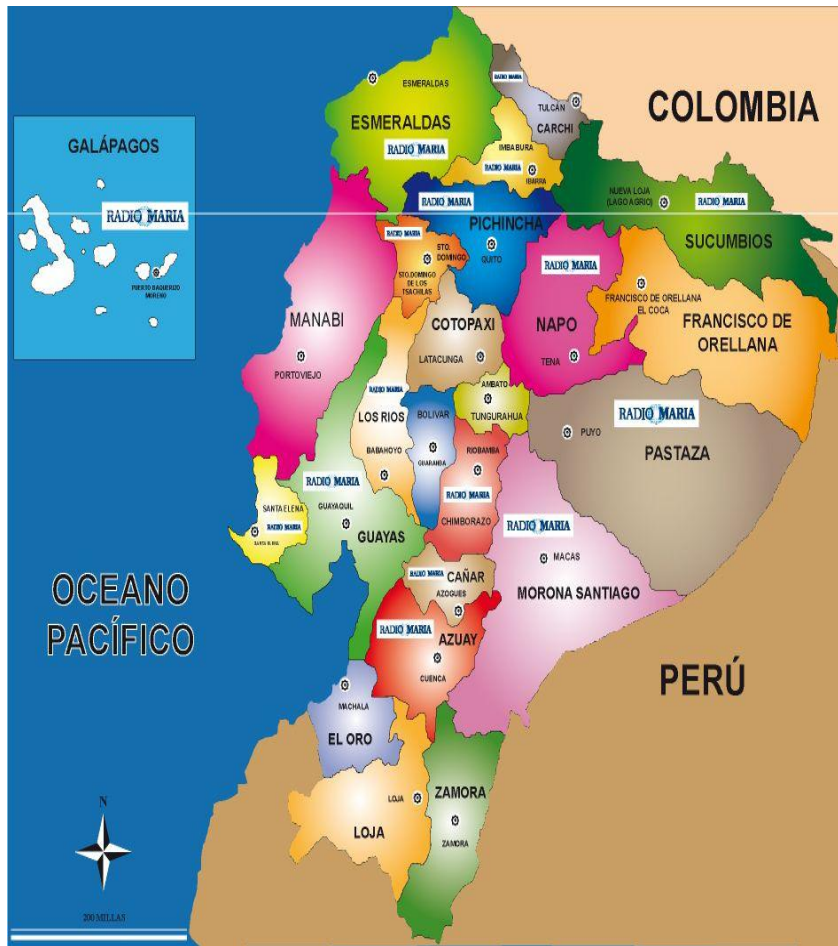 ESMERALDAS
ESMERALDAS
RADIO MARIA
RADIO MARIA
TULCÁN
CARCHI
COLOMBIA
IMBABURA
RADIO MARIA
IBARRA
GALÁPAGOS
RADIO MARIA
PUERTO BAQUERIZO
MORENO
RADIO MARIA
PICHINCHA
QUITO
NUEVA LOJA
(LAGO AGRIO)
RADIO MARIA
SUCUMBIOS
RADIO MARIA
STO.
DOMINGO
STO.DOMINGO
DE LOS
TSACHILAS
RADIO MARIA
NAPO
TENA
FRANCISCO DE ORELLANA
EL COCA
FRANCISCO DE
ORELLANA
MANABI
PORTOVIEJO
COTOPAXI
LATACUNGA
RADIO MARIA
LOS RIOS
BABAHOYO
BOLIVAR
GUARANDA
AMBATO
TUNGURAHUA
RADIO MARIA
PUYO
PASTAZA
RIOBAMBA
RADIO MARIA
CHIMBORAZO
RADIO MARIA
GUAYAQUIL
GUAYAS
SANTA ELENA
RADIO MARIA
RADIO MARIA
MACAS
MORONA SANTIAGO
RADIO MARIA
CAÑAR
AZOGUES
OCEANO
PACÍFICO
RADIO MARIA
AZUAY
CUENCA
PERÚ
MACHALA
EL ORO
LOJA
LOJA
ZAMORA
ZAMORA
N
200 MILLAS